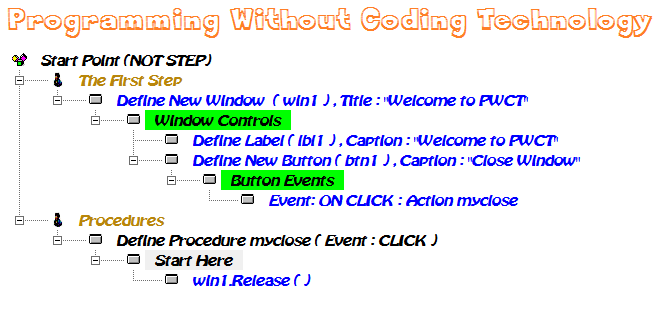 Programming Without Coding Technology
Start Point (NOT STEP)
The First Step
Define New Window ( win1 ) , Title : "Welcome to PWCT"
Window Controls
Define Label ( lbl1 ) , Caption : "Welcome to PWCT"
Define New Button ( btn1 ) , Caption : "Close Window"
Button Events
Event: ON CLICK : Action myclose
Procedures
Define Procedure myclose ( Event : CLICK )
Start Here
win1.Release ( )